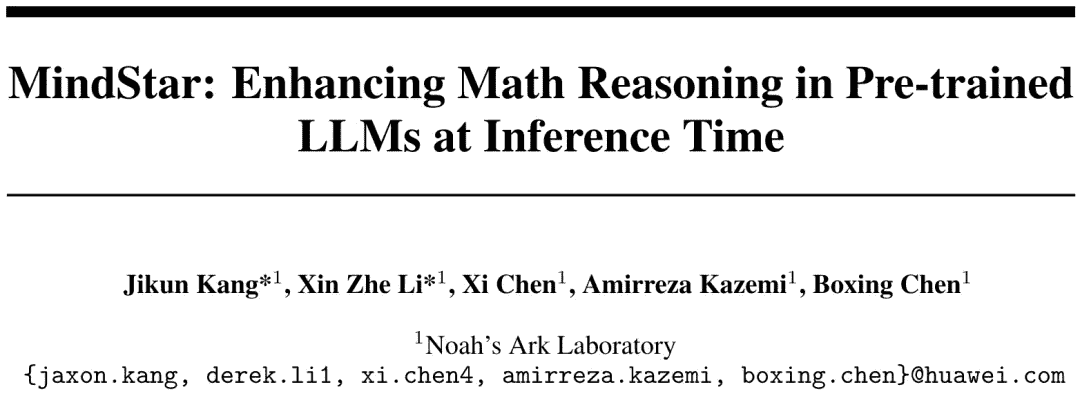 MindStar: Enhancing Math Reasoning in Pre-trained
LLMs at Inference Time
Jikun Kang*¹, Xin Zhe Li*¹, Xi Chen¹, Amirreza Kazemi¹, Boxing Chen¹
¹Noah's Ark Laboratory
{jaxon.kang, derek.li1, xi.chen4, amirreza.kazemi, boxing.chen}@huawei.com